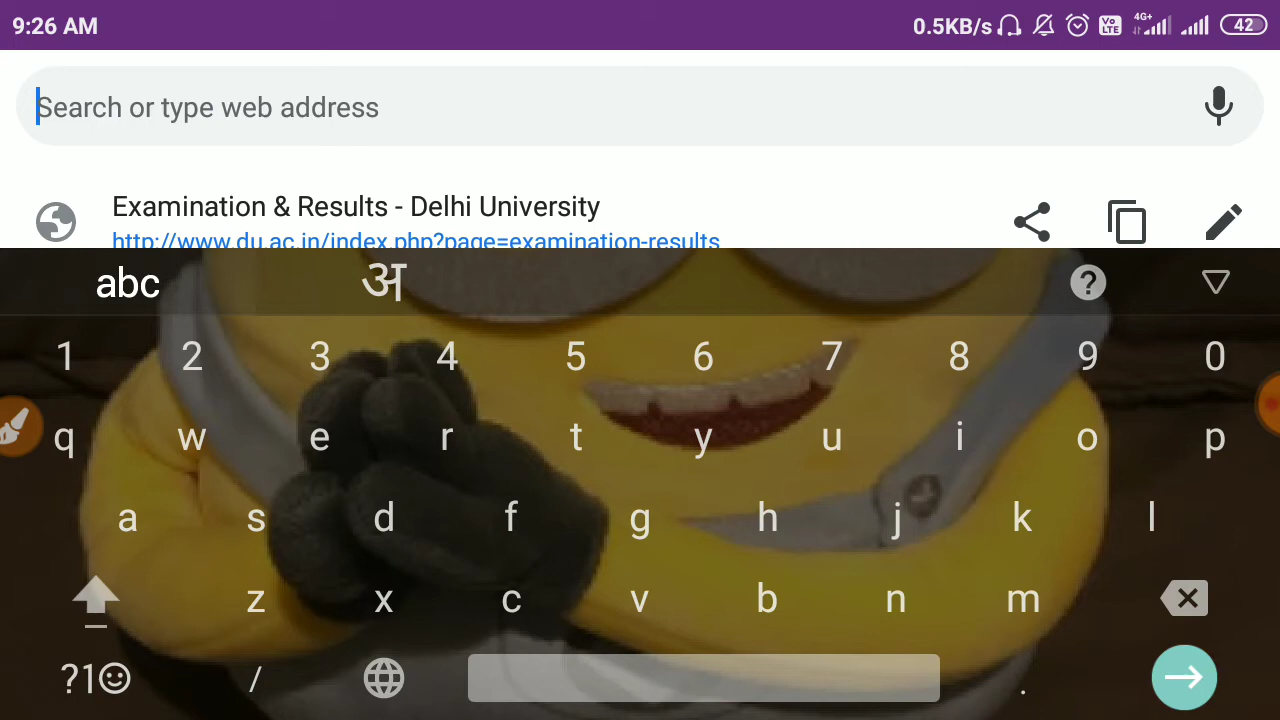 9:26 AM 0.5KB/s Vo LTE 4G+ 42
Search or type web address
Examination & Results - Delhi University
http://www.du.ac.in/index.php?page=examination-results
abc अ ?
1 2 3 4 5 6 7 8 9 0
q w e r t y u i o p
a s d f g h j k l
z x c v b n m
?1☺ / .